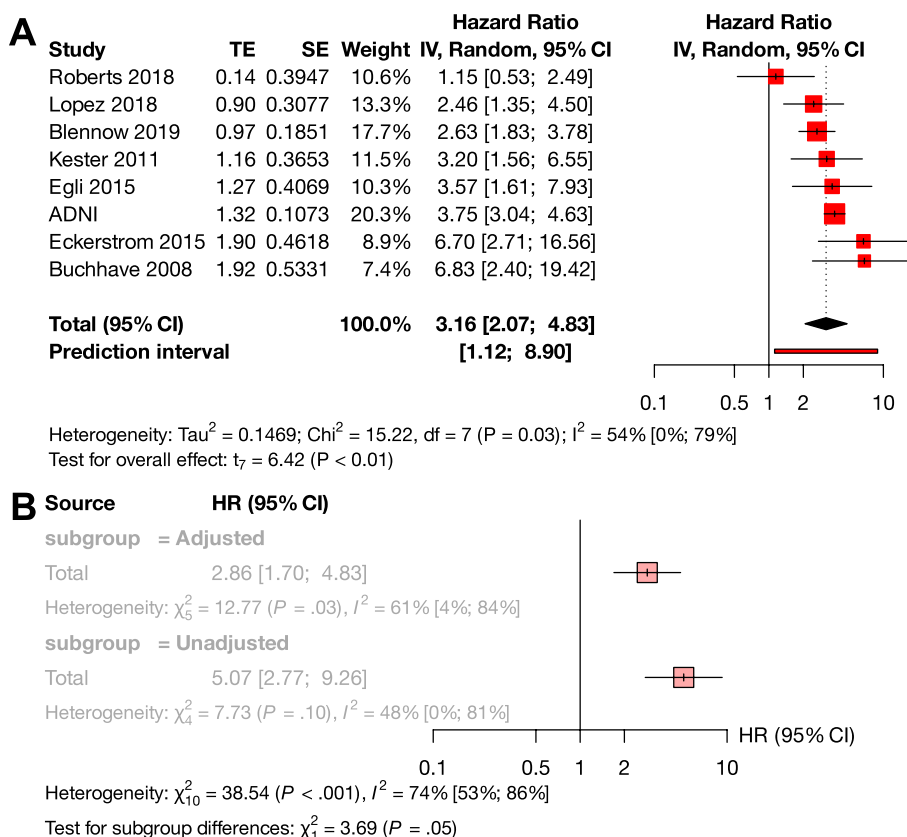 A
Hazard Ratio Hazard Ratio
Study TE SE Weight IV, Random, 95% CI IV, Random, 95% CI
Roberts 2018 0.14 0.3947 10.6% 1.15 [0.53; 2.49]
Lopez 2018 0.90 0.3077 13.3% 2.46 [1.35; 4.50]
Blennow 2019 0.97 0.1851 17.7% 2.63 [1.83; 3.78]
Kester 2011 1.16 0.3653 11.5% 3.20 [1.56; 6.55]
Egli 2015 1.27 0.4069 10.3% 3.57 [1.61; 7.93]
ADNI 1.32 0.1073 20.3% 3.75 [3.04; 4.63]
Eckerstrom 2015 1.90 0.4618 8.9% 6.70 [2.71; 16.56]
Buchhave 2008 1.92 0.5331 7.4% 6.83 [2.40; 19.42]
Total (95% CI) 100.0% 3.16 [2.07; 4.83]
Prediction interval [1.12; 8.90]
0.1 0.5 1 2 10
Heterogeneity: Tau² = 0.1469; Chi² = 15.22, df = 7 (P = 0.03); I² = 54% [0%; 79%]
Test for overall effect: t₇ = 6.42 (P < 0.01)
B
Source HR (95% CI)
subgroup = Adjusted
Total 2.86 [1.70; 4.83]
Heterogeneity: χ²₅ = 12.77 (P = .03), I² = 61% [4%; 84%]
subgroup = Unadjusted
Total 5.07 [2.77; 9.26]
Heterogeneity: χ²₄ = 7.73 (P = .10), I² = 48% [0%; 81%]
HR (95% CI)
0.1 0.5 1 2 10
Heterogeneity: χ²₁₀ = 38.54 (P < .001), I² = 74% [53%; 86%]
Test for subgroup differences: χ²₁ = 3.69 (P = .05)